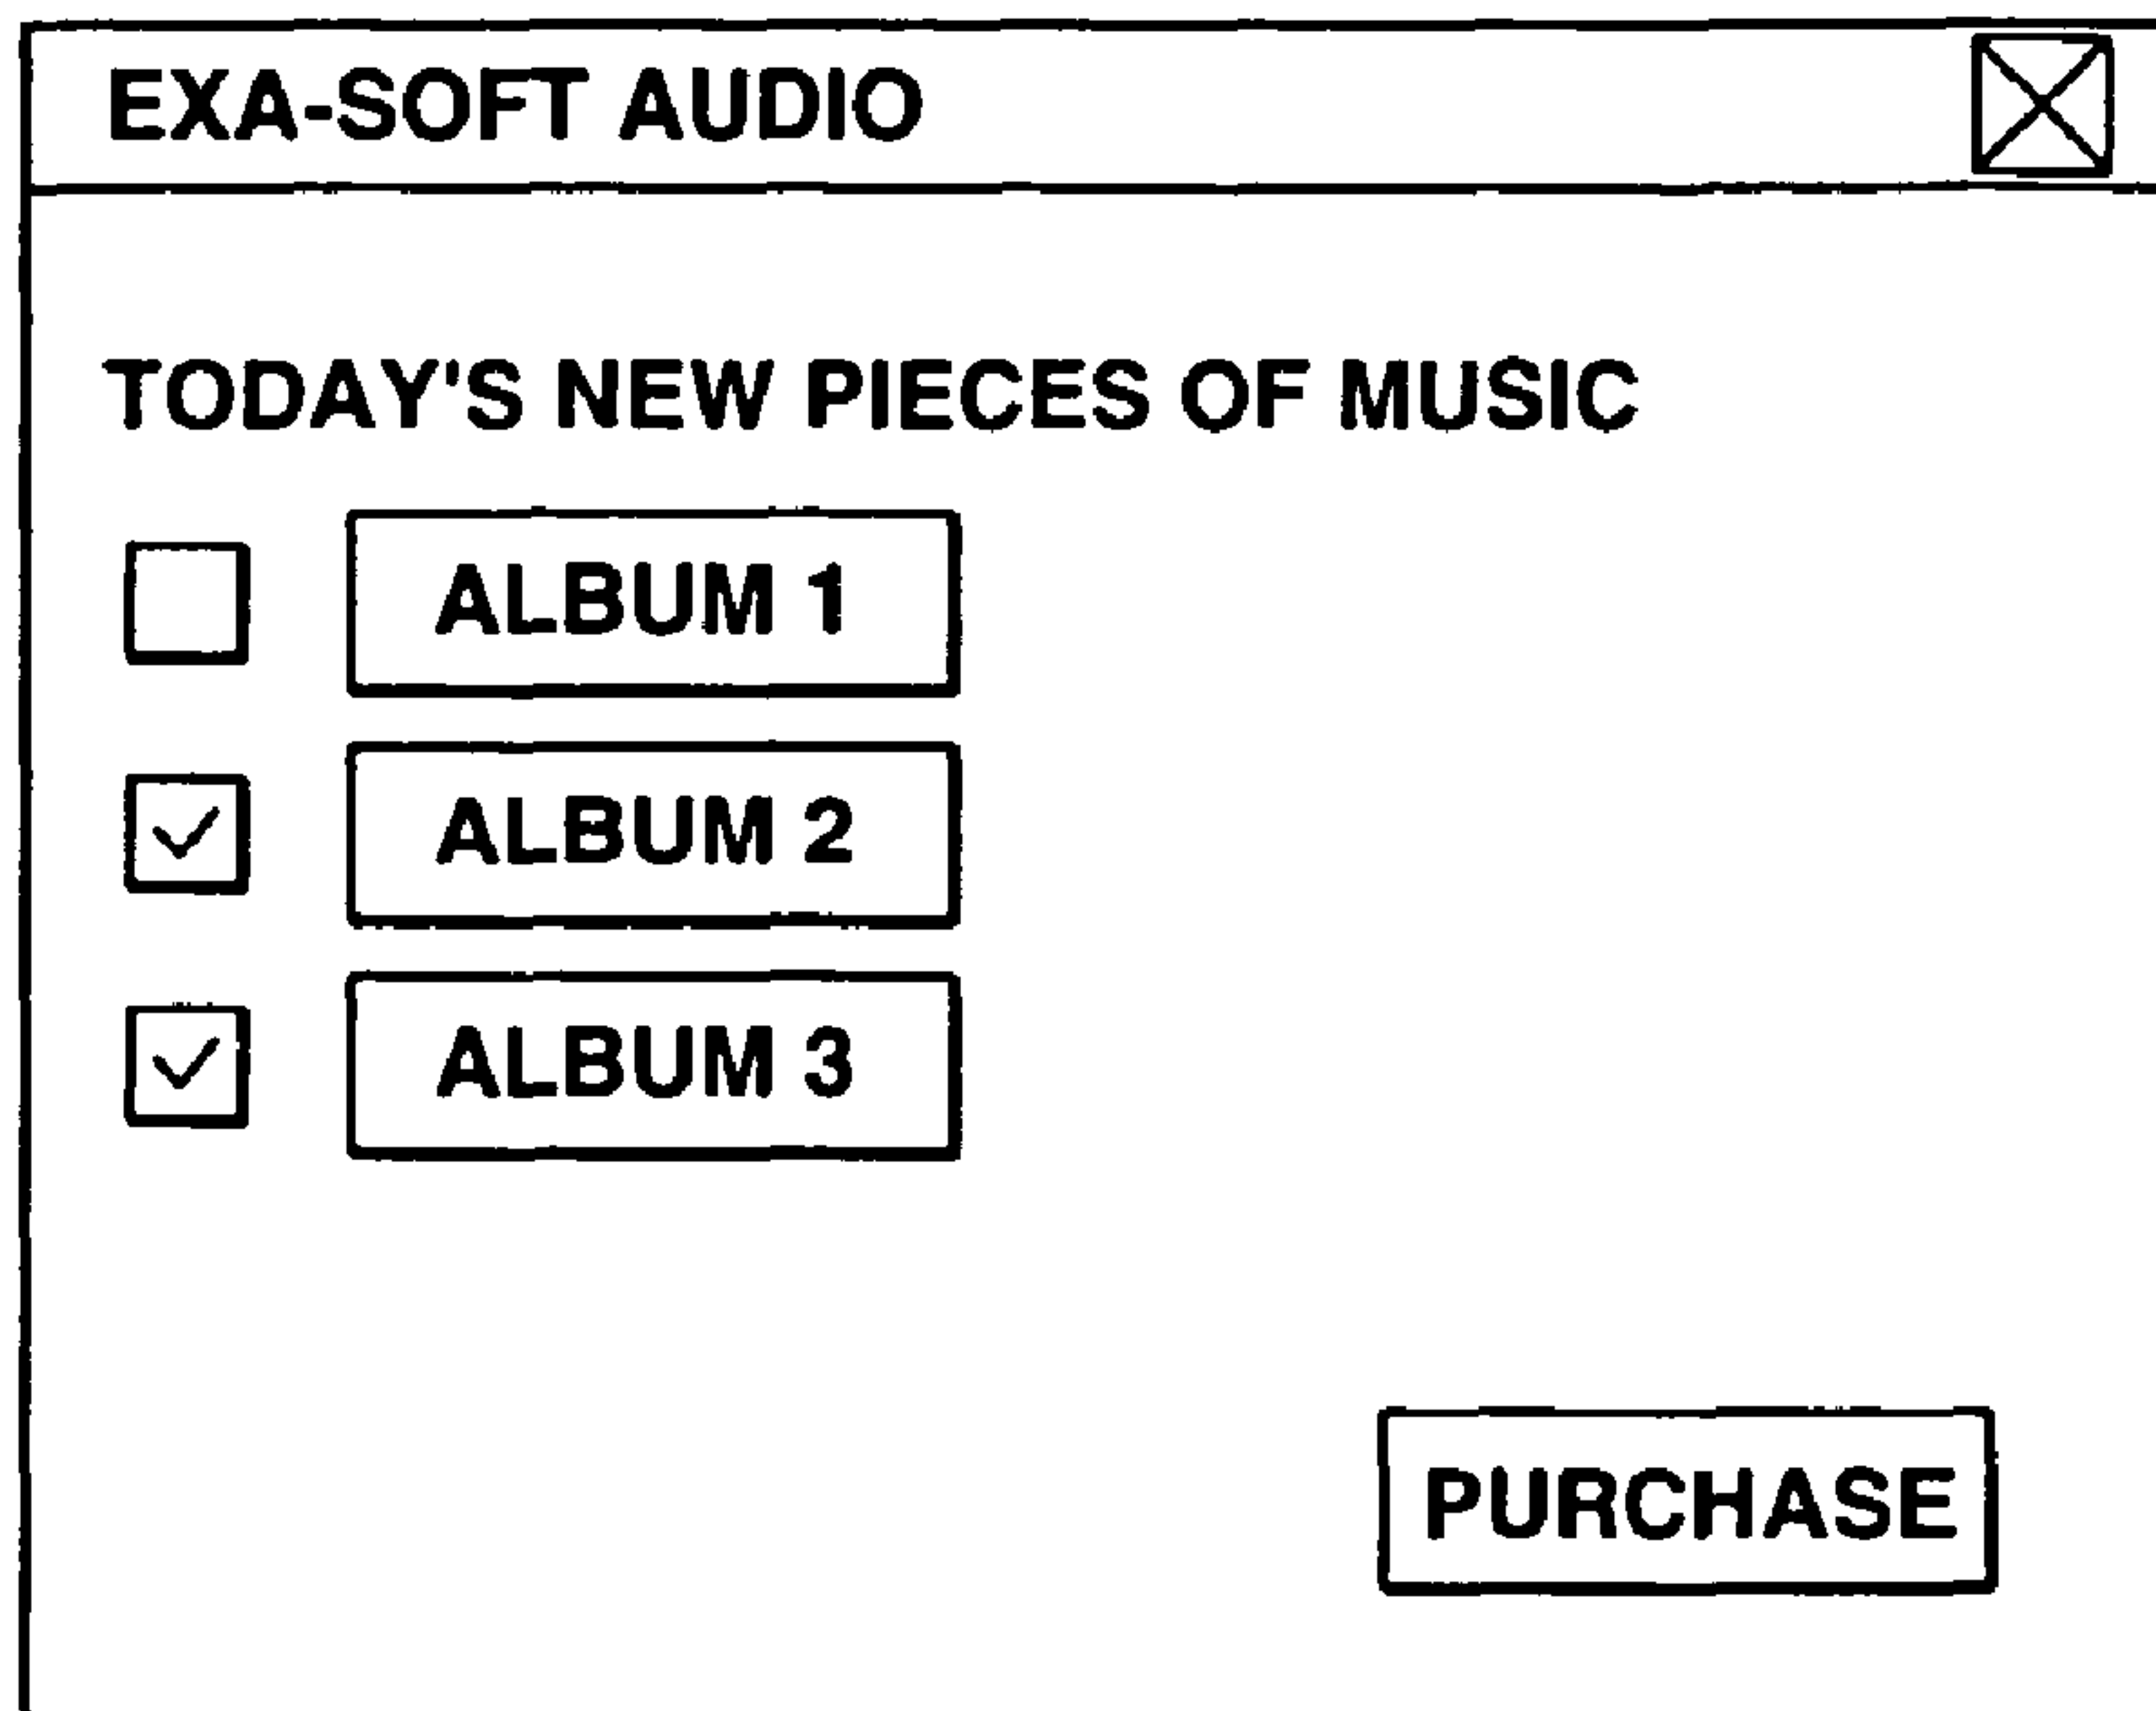 EXA-SOFT AUDIO
TODAY'S NEW PIECES OF MUSIC
ALBUM 1
ALBUM 2
ALBUM 3
PURCHASE